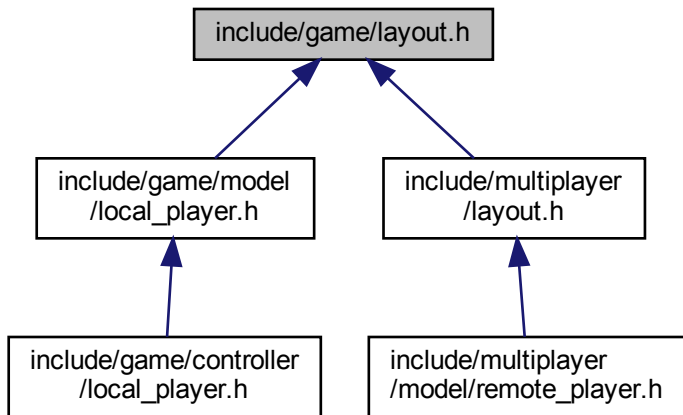 include/game/layout.h
include/game/model
/local_player.h
include/multiplayer
/layout.h
include/game/controller
/local_player.h
include/multiplayer
/model/remote_player.h